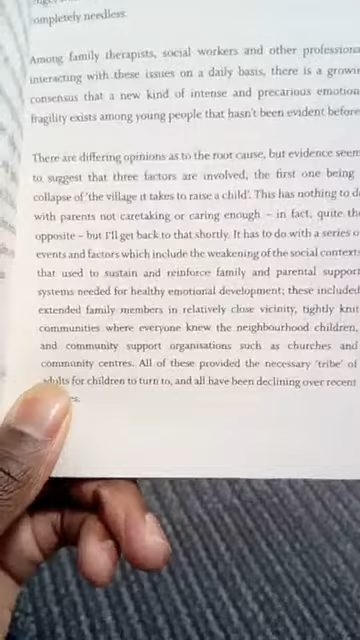 ompletely needless.
Among family therapists, social workers and other professiona
interacting with these issues on a daily basis, there is a growin
consensus that a new kind of intense and precarious emotion
fragility exists among young people that hasn't been evident before
There are differing opinions as to the root cause, but evidence seem
to suggest that three factors are involved, the first one being
collapse of 'the village it takes to raise a child'. This has nothing to d
with parents not caretaking or caring enough – in fact, quite th
opposite – but I'll get back to that shortly. It has to do with a series o
events and factors which include the weakening of the social context
that used to sustain and reinforce family and parental support
systems needed for healthy emotional development; these included
extended family members in relatively close vicinity, tightly knit
communities where everyone knew the neighbourhood children,
and community support organisations such as churches and
community centres. All of these provided the necessary 'tribe' of
adults for children to turn to, and all have been declining over recent
es.